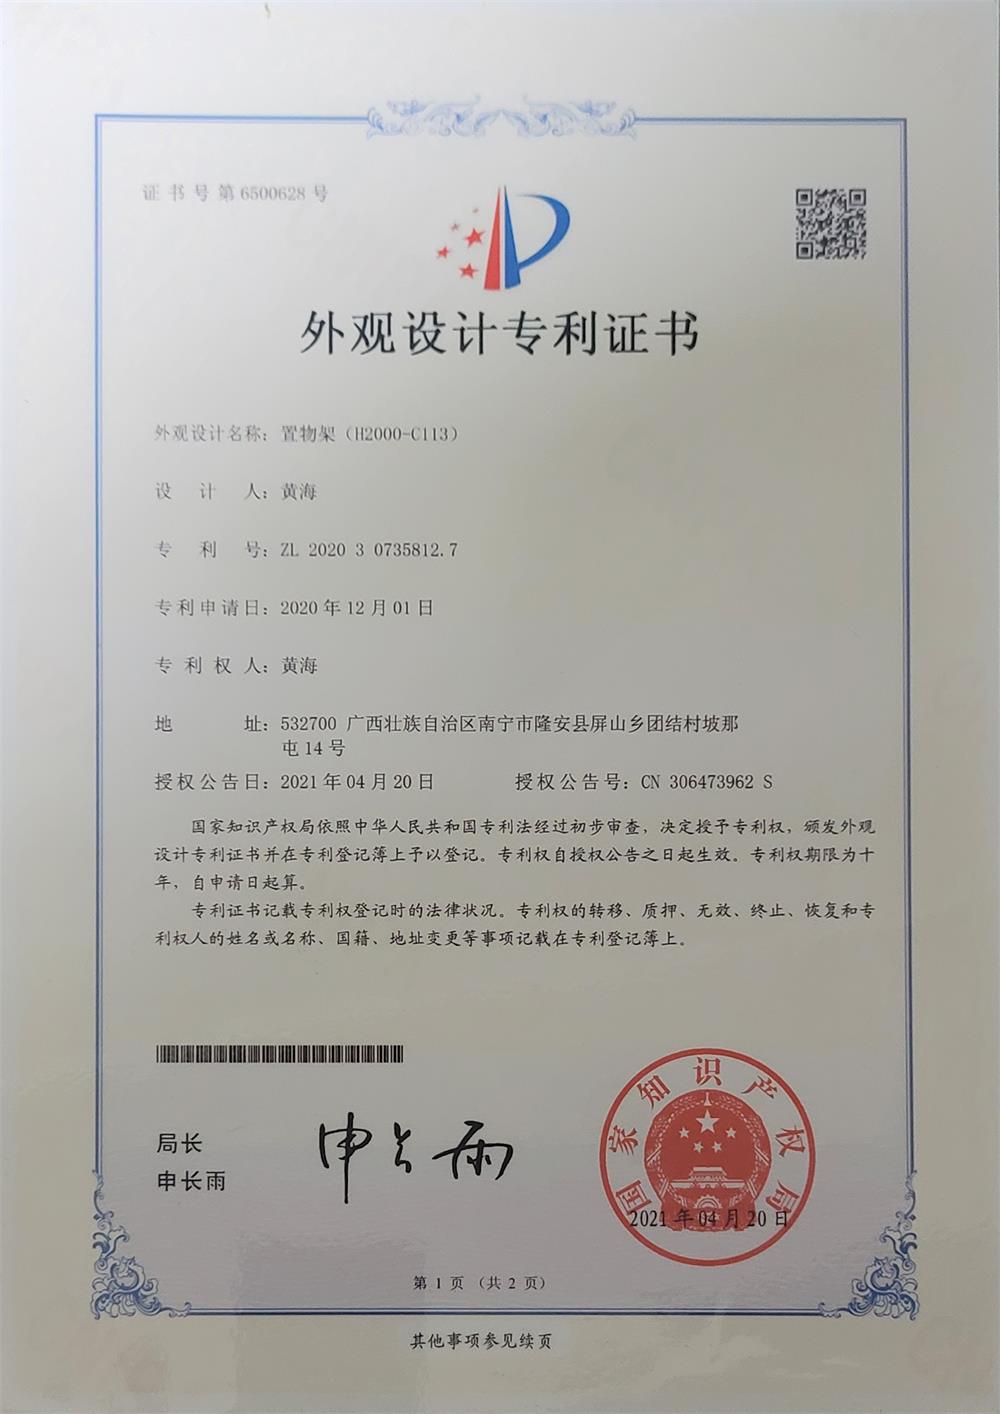 证书号第6500628号
外观设计专利证书
外观设计名称：置物架（H2000-C113）
设计人：黄海
专利号：ZL 2020 3 0735812.7
专利申请日：2020年12月01日
专利权人：黄海
地址：532700 广西壮族自治区南宁市隆安县屏山乡团结村坡那
屯14号
授权公告日：2021年04月20日 授权公告号：CN 306473962 S
国家知识产权局依照中华人民共和国专利法经过初步审查，决定授予专利权，颁发外观
设计专利证书并在专利登记簿上予以登记。专利权自授权公告之日起生效。专利权期限为十
年，自申请日起算。
专利证书记载专利权登记时的法律状况。专利权的转移、质押、无效、终止、恢复和专
利权人的姓名或名称、国籍、地址变更等事项记载在专利登记簿上。
局长
申长雨
申长雨
国家知识产权局
2021年04月20日
第 1 页 （共 2 页）
其他事项参见续页